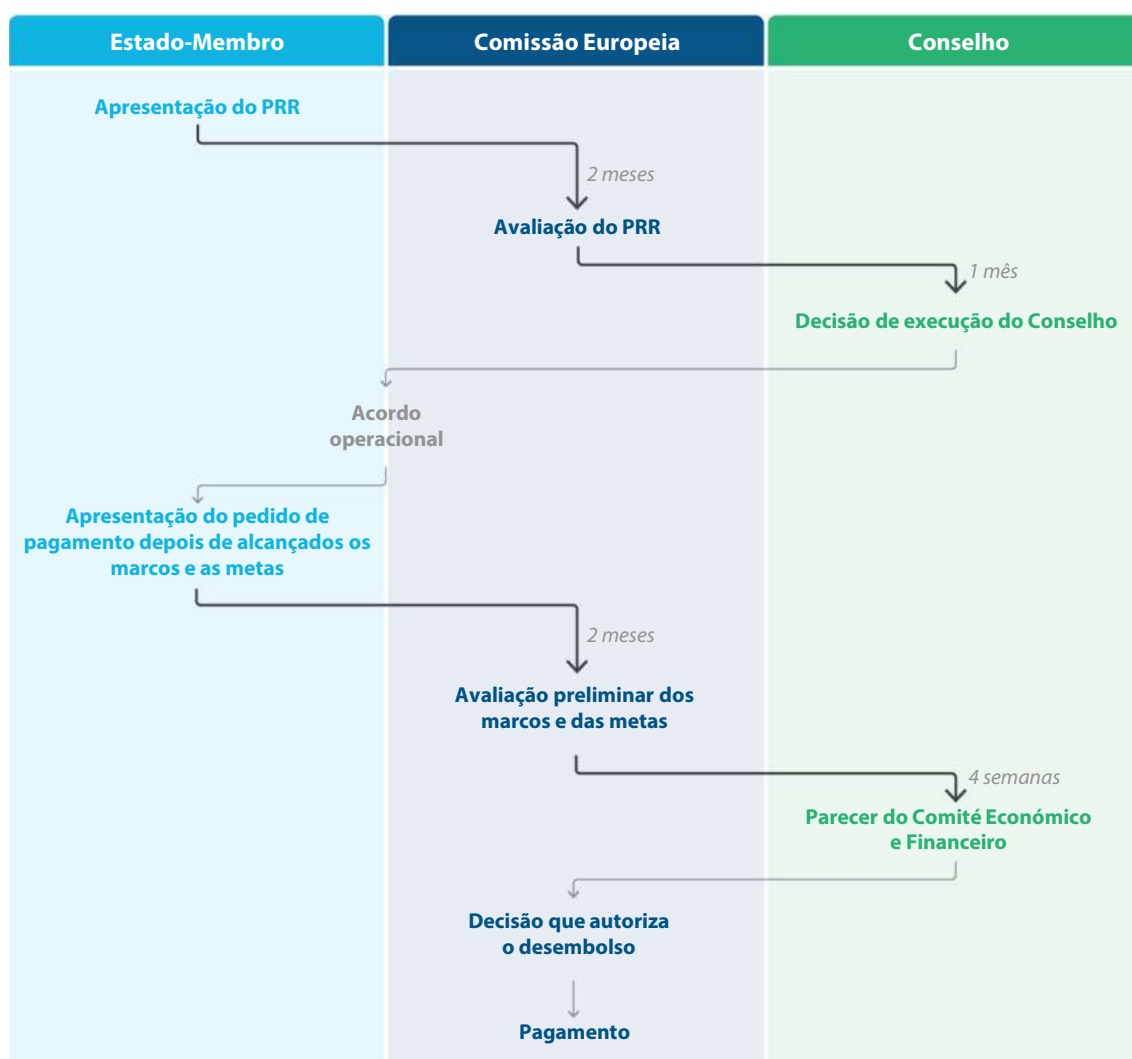 Estado-Membro
Comissão Europeia
Conselho
Apresentação do PRR
2 meses
Avaliação do PRR
1 mês
Decisão de execução do Conselho
Acordo
operacional
Apresentação do pedido de
pagamento depois de alcançados os
marcos e as metas
2 meses
Avaliação preliminar dos
marcos e das metas
4 semanas
Parecer do Comité Económico
e Financeiro
Decisão que autoriza
o desembolso
Pagamento